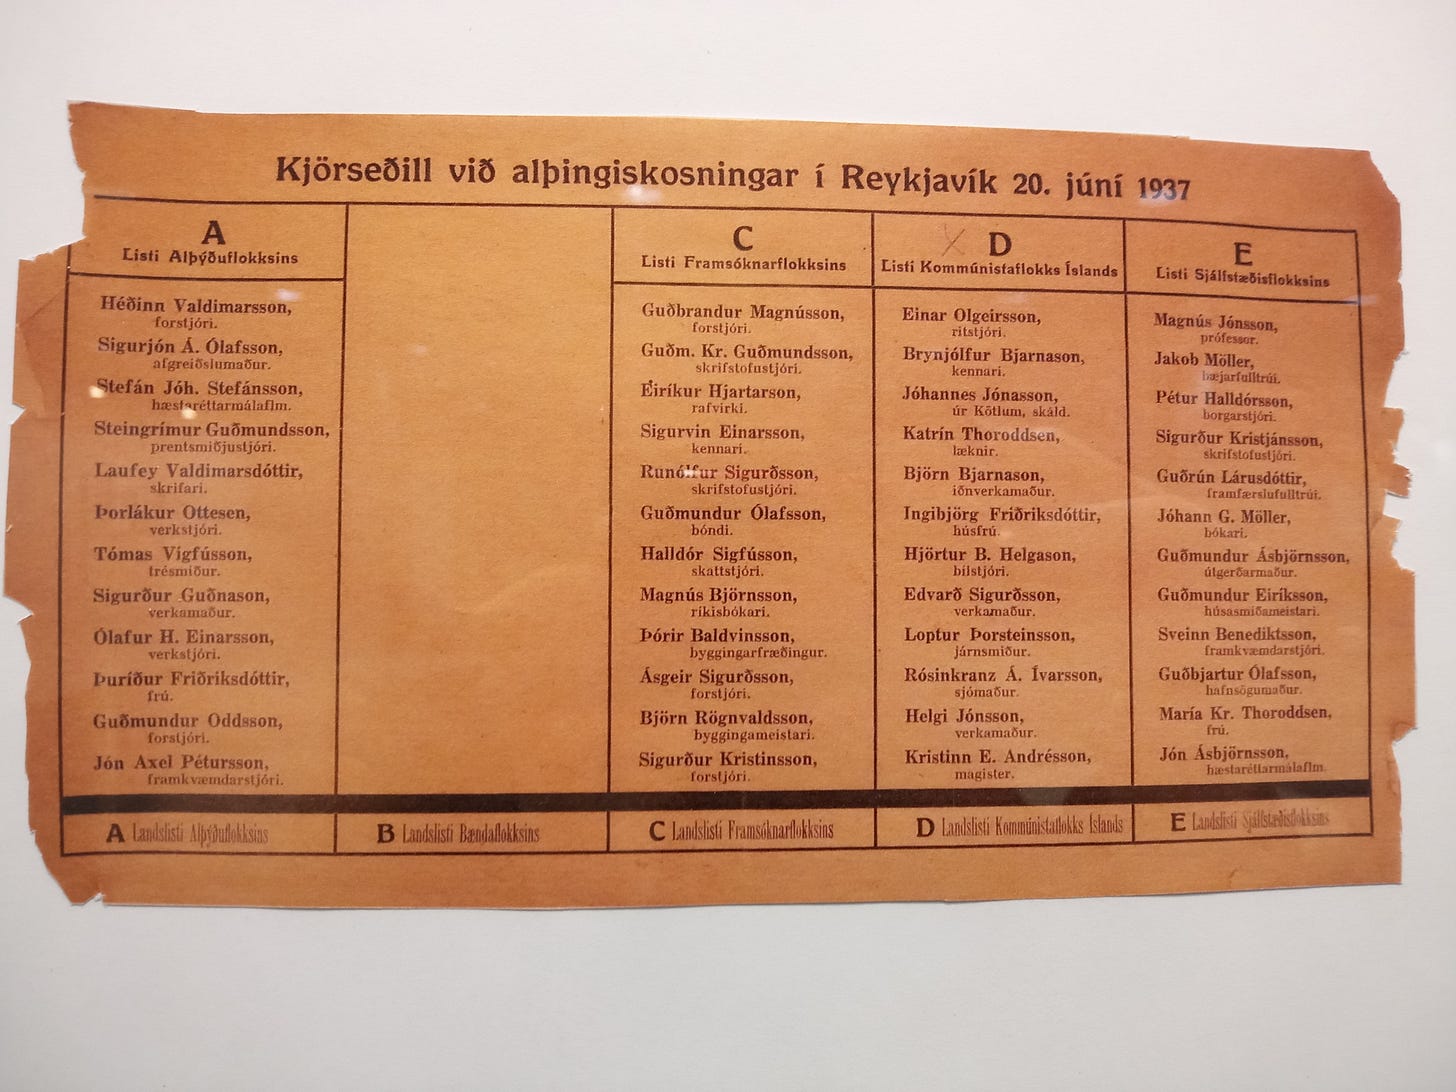 Kjörseðill við alþingiskosningar í Reykjavík 20. júní 1937
A
Listi Alþýðuflokksins
Héðinn Valdimarsson,
forstjóri.
Sigurjón Á. Ólafsson,
afgreiðslumaður.
Stefán Jóh. Stefánsson,
hæstaréttarmálaflm.
Steingrímur Guðmundsson,
prentsmiðjustjóri.
Laufey Valdimarsdóttir,
skrifari.
Þorlákur Ottesen,
verkstjóri.
Tómas Vigfússon,
trésmiður.
Sigurður Guðnason,
verkamaður.
Ólafur H. Einarsson,
verkstjóri.
Þuríður Friðriksdóttir,
frú.
Guðmundur Oddsson,
forstjóri.
Jón Axel Pétursson,
framkvæmdarstjóri.
A Landslisti Alþýðuflokksins
B Landslisti Bændaflokksins
C
Listi Framsóknarflokksins
Guðbrandur Magnússon,
forstjóri.
Guðm. Kr. Guðmundsson,
skrifstofustjóri.
Eiríkur Hjartarson,
rafvirki.
Sigurvin Einarsson,
kennari.
Runólfur Sigurðsson,
skrifstofustjóri.
Guðmundur Ólafsson,
bóndi.
Halldór Sigfússon,
skattstjóri.
Magnús Björnsson,
ríkisbókari.
Þórir Baldvinsson,
byggingarfræðingur.
Ásgeir Sigurðsson,
forstjóri.
Björn Rögnvaldsson,
byggingameistari.
Sigurður Kristinsson,
forstjóri.
C Landslisti Framsóknarflokksins
X D
Listi Kommúnistaflokks Íslands
Einar Olgeirsson,
ritstjóri.
Brynjólfur Bjarnason,
kennari.
Jóhannes Jónasson,
úr Kötlum, skáld.
Katrín Thoroddsen,
læknir.
Björn Bjarnason,
iðnverkamaður.
Ingibjörg Friðriksdóttir,
húsfrú.
Hjörtur B. Helgason,
bílstjóri.
Edvarð Sigurðsson,
verkamaður.
Loptur Þorsteinsson,
járnsmiður.
Rósinkranz Á. Ívarsson,
sjómaður.
Helgi Jónsson,
verkamaður.
Kristinn E. Andrésson,
magister.
D Landslisti Kommúnistaflokks Íslands
E
Listi Sjálfstæðisflokksins
Magnús Jónsson,
prófessor.
Jakob Möller,
bæjarfulltrúi.
Pétur Halldórsson,
borgarstjóri.
Sigurður Kristjánsson,
skrifstofustjóri.
Guðrún Lárusdóttir,
framfærslufulltrúi.
Jóhann G. Möller,
bókari.
Guðmundur Ásbjörnsson,
útgerðarmaður.
Guðmundur Eiríksson,
húsasmiðameistari.
Sveinn Benediktsson,
framkvæmdarstjóri.
Guðbjartur Ólafsson,
hafnsögumaður.
María Kr. Thoroddsen,
frú.
Jón Ásbjörnsson,
hæstaréttarmálaflm.
E Landslisti Sjálfstæðisflokksins